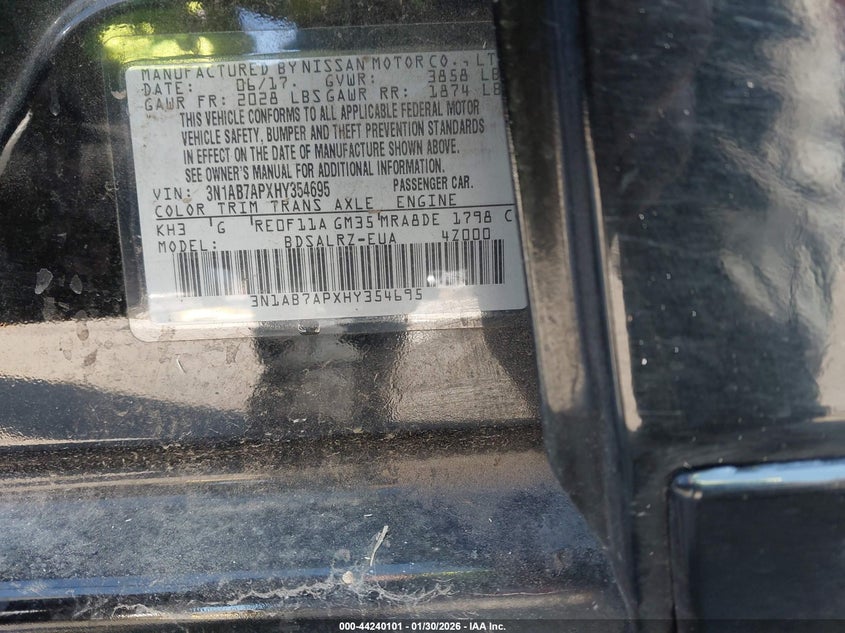 MANUFACTURED BY NISSAN MOTOR CO., LT
DATE: 06/17. GVWR: 3858 LB
GAWR FR: 2028 LBS GAWR RR: 1874 LB
THIS VEHICLE CONFORMS TO ALL APPLICABLE FEDERAL MOTOR
VEHICLE SAFETY, BUMPER AND THEFT PREVENTION STANDARDS
IN EFFECT ON THE DATE OF MANUFACTURE SHOWN ABOVE.
SEE OWNER'S MANUAL FOR ADDITIONAL INFORMATION.
VIN: 3N1AB7APXHY354695 PASSENGER CAR.
COLOR TRIM TRANS AXLE ENGINE
KH3 G RE0F11A GM35 MRA8DE 1798 C
MODEL: BDSALRZ-EUA 4Z000
3N1AB7APXHY354695
000-44240101 - 01/30/2026 - IAA Inc.